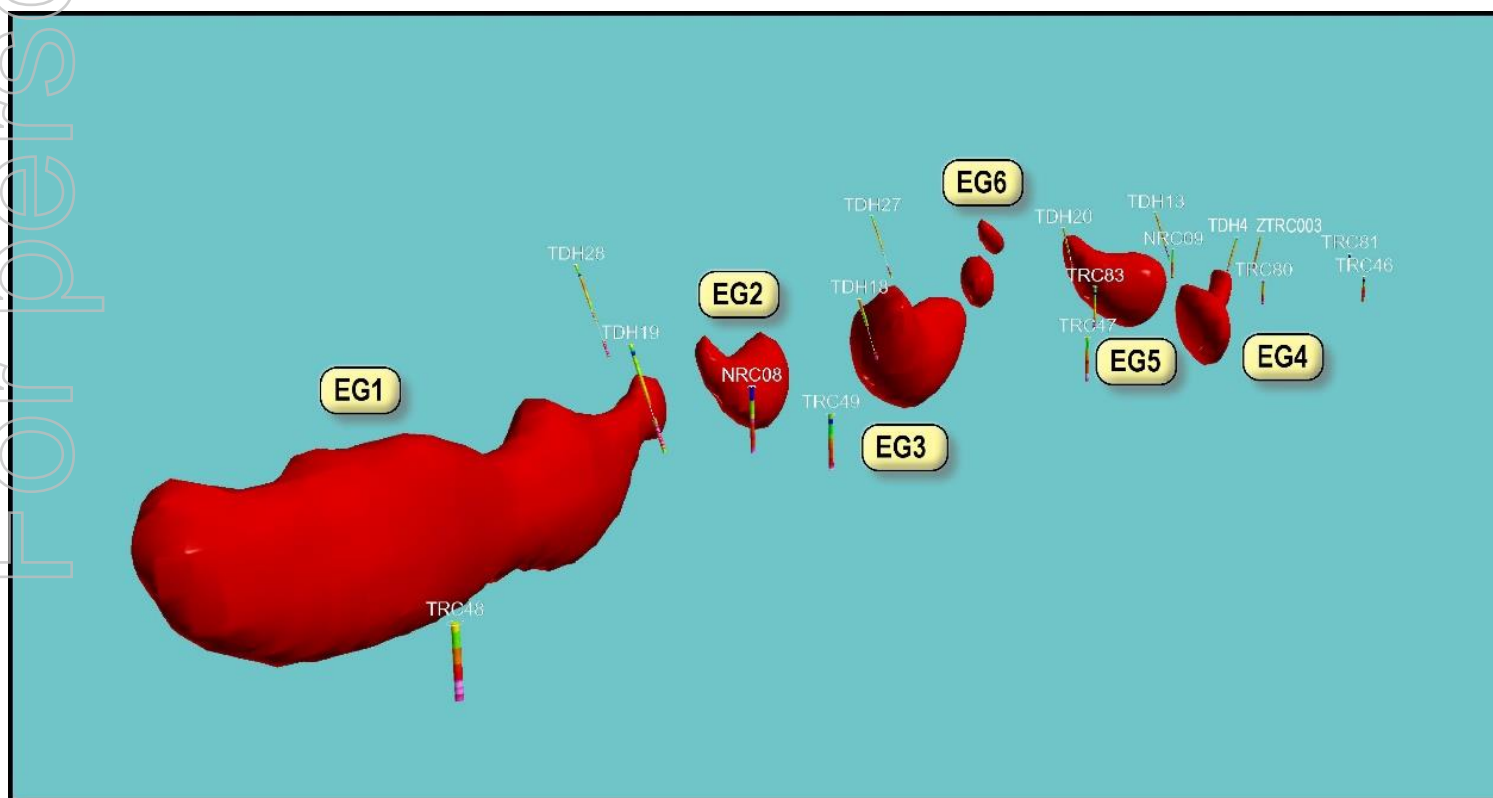 For perso
EG6
TDH27
TDH13
TDH20
TDH4 ZTRC003
NRC09
TRC81
TDH28
TRC83
TRC80
TRC46
EG2
TDH18
TDH19
TRC47
EG5
EG4
EG1
NRC08
TRC49
EG3
TRC48